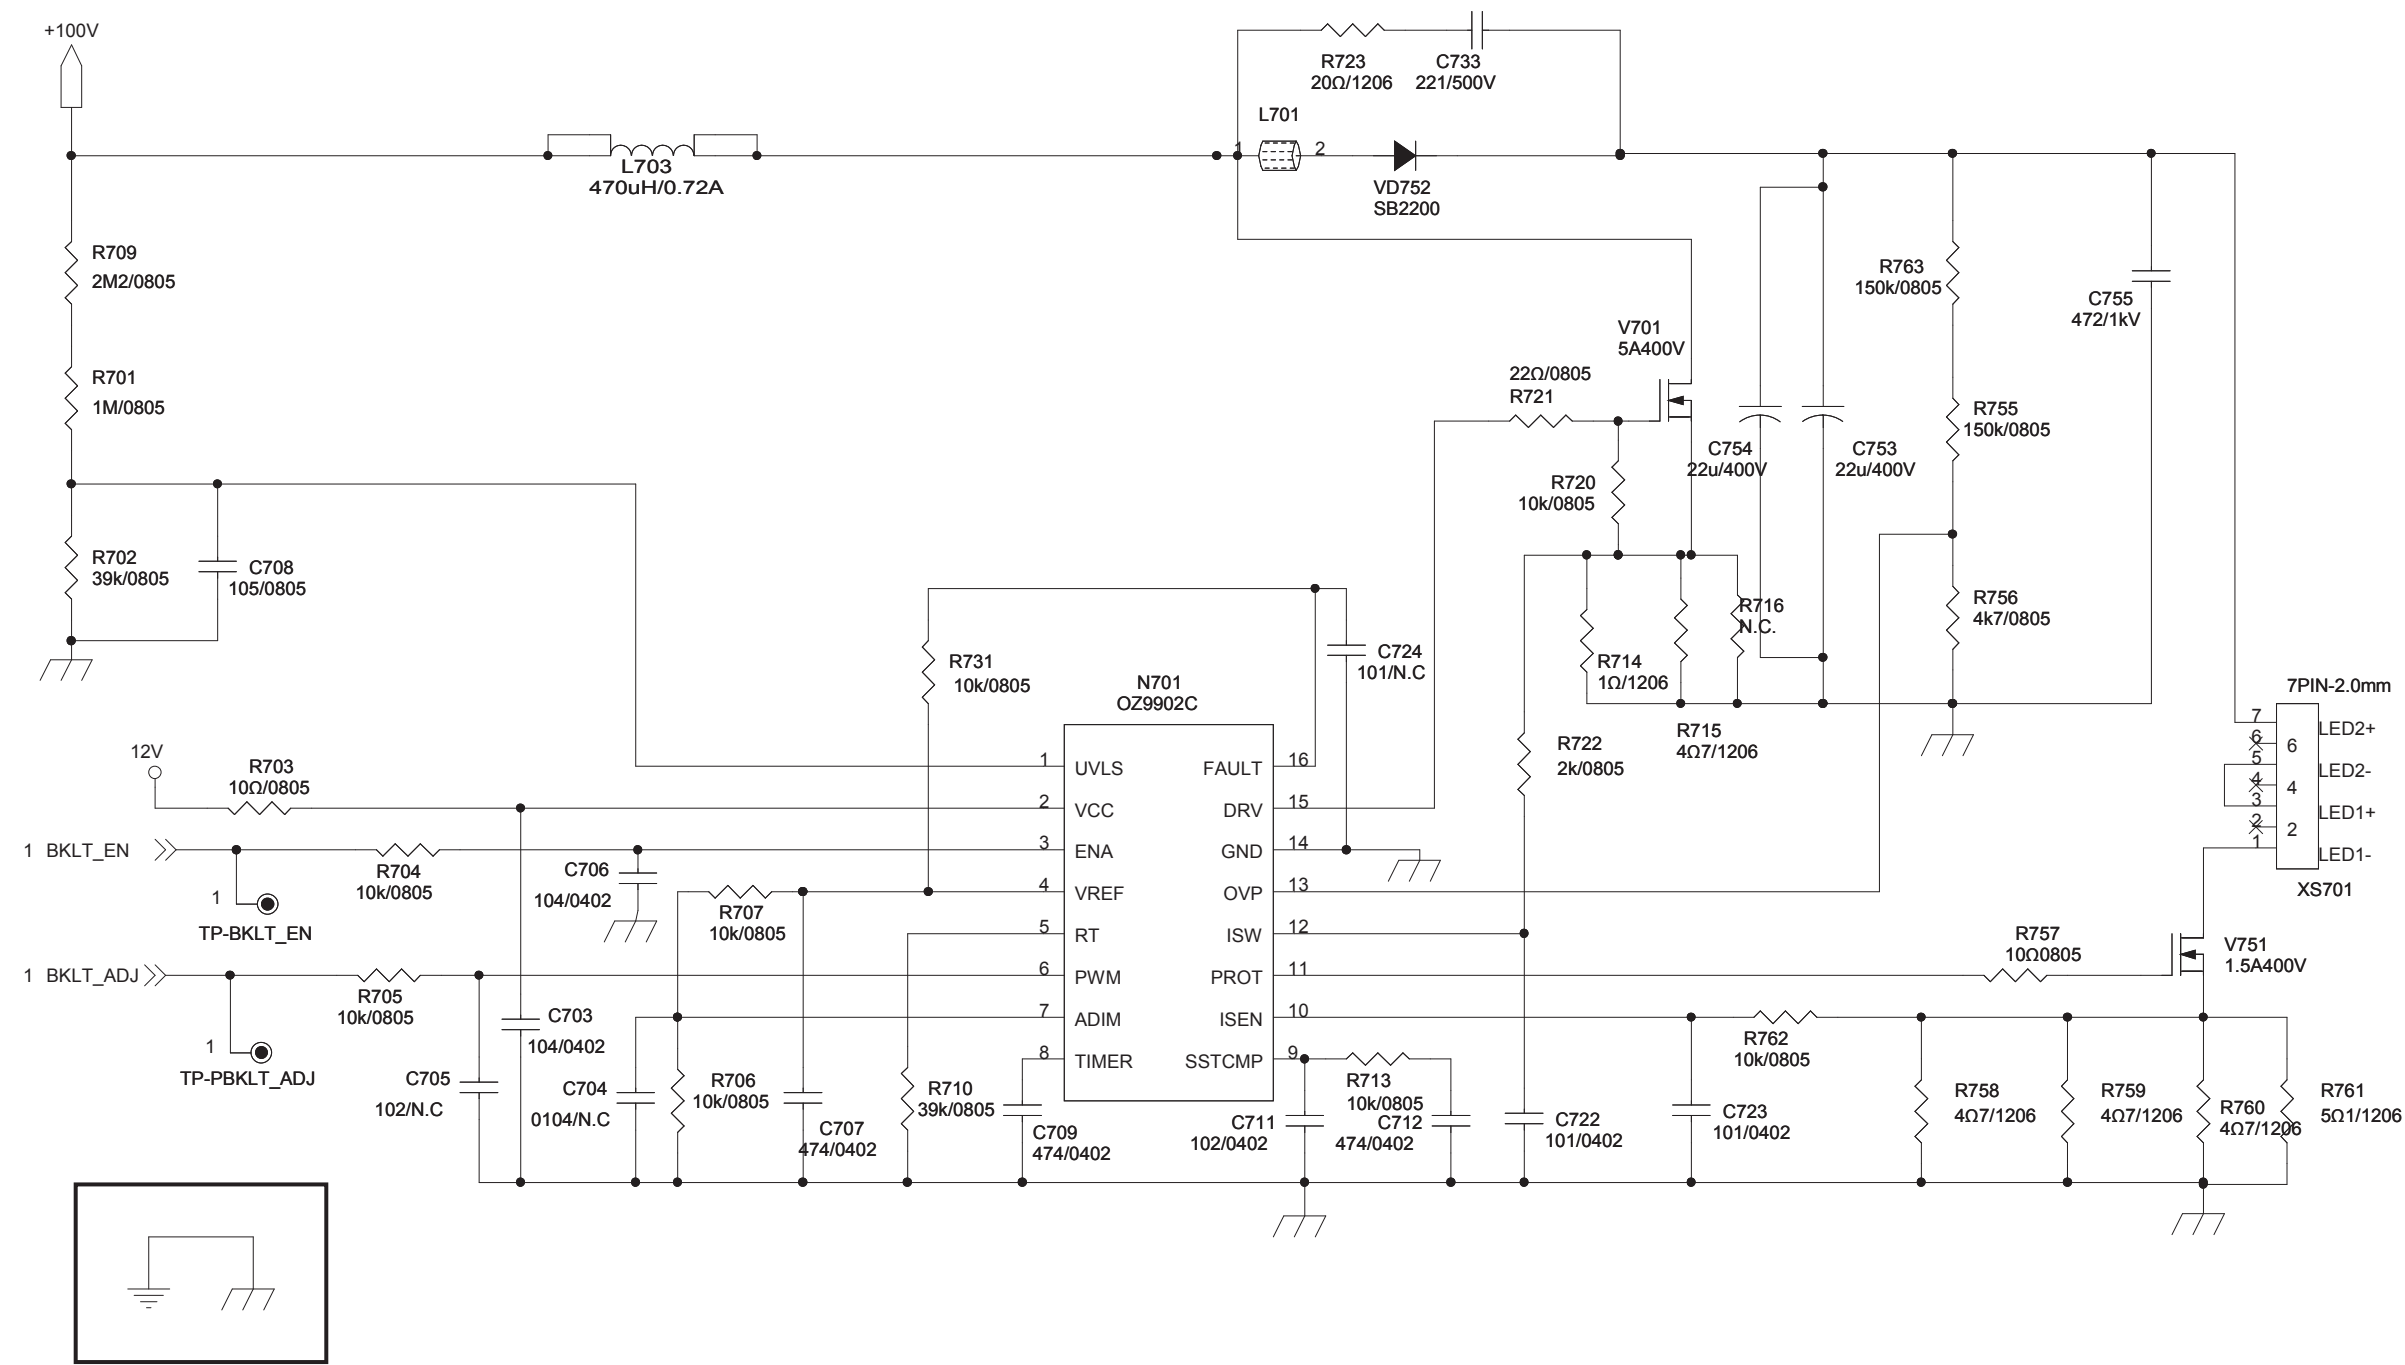 +100V
R723
20Ω/1206
C733
221/500V
L701
1
2
L703
470uH/0.72A
VD752
SB2200
R709
2M2/0805
R763
150k/0805
C755
472/1kV
V701
5A400V
R701
1M/0805
22Ω/0805
R721
R755
150k/0805
C754
22u/400V
C753
22u/400V
R720
10k/0805
R702
39k/0805
C708
105/0805
R716
N.C.
R756
4k7/0805
R731
10k/0805
C724
101/N.C
R714
1Ω/1206
N701
OZ9902C
7PIN-2.0mm
R715
4Ω7/1206
R722
2k/0805
12V
R703
10Ω/0805
1 UVLS
FAULT 16
2 VCC
DRV 15
3 ENA
GND 14
4 VREF
OVP 13
5 RT
ISW 12
6 PWM
PROT 11
7 ADIM
ISEN 10
8 TIMER
SSTCMP 9
7
LED2+
6
6
5
LED2-
4
4
3
LED1+
2
2
1
LED1-
XS701
1 BKLT_EN
R704
10k/0805
C706
104/0402
1
TP-BKLT_EN
R707
10k/0805
R757
10Ω0805
V751
1.5A400V
1 BKLT_ADJ
R705
10k/0805
C703
104/0402
R762
10k/0805
1
TP-PBKLT_ADJ
C705
102/N.C
C704
0104/N.C
R706
10k/0805
C707
474/0402
R710
39k/0805
C709
474/0402
R713
10k/0805
C711
102/0402
C712
474/0402
C722
101/0402
C723
101/0402
R758
4Ω7/1206
R759
4Ω7/1206
R760
4Ω7/1206
R761
5Ω1/1206